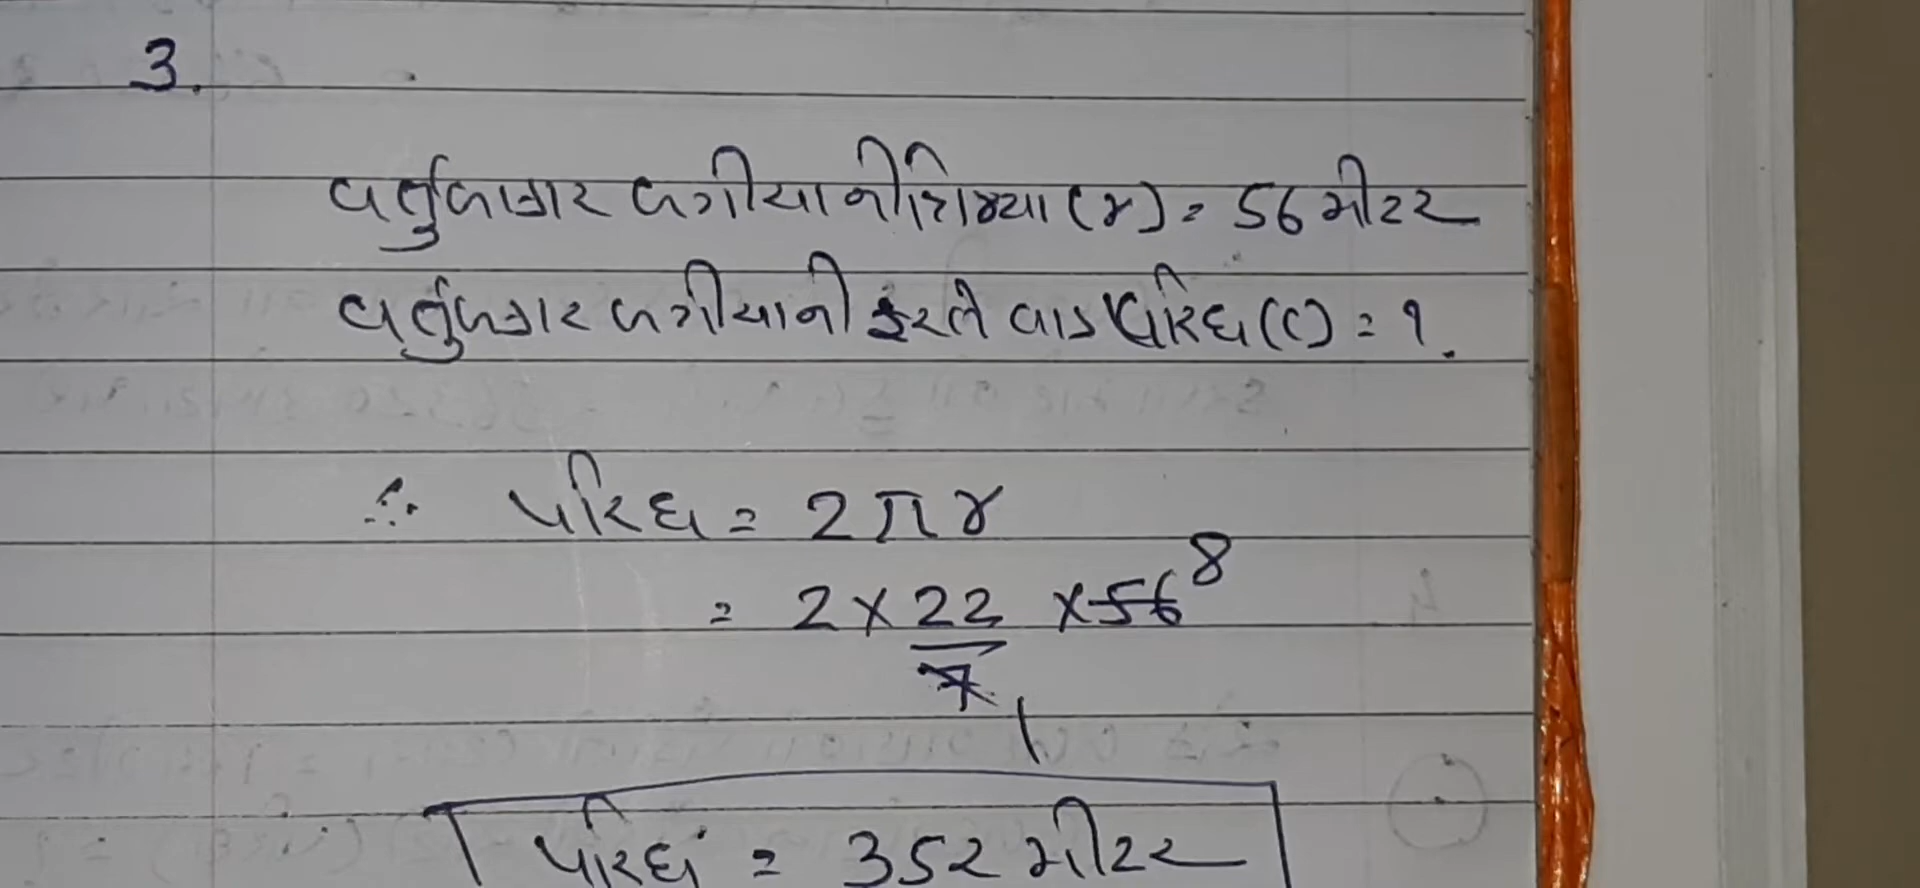 3.
વર્તુળાકાર બગીચાની ત્રિજ્યા (r) = 56 મીટર
વર્તુળાકાર બગીચાની ફરતે વાડ પરિઘ (C) = ?.
∴ પરિઘ = 2πr
= 2 × 22/7 × 56 8
1
પરિઘ = 352 મીટર